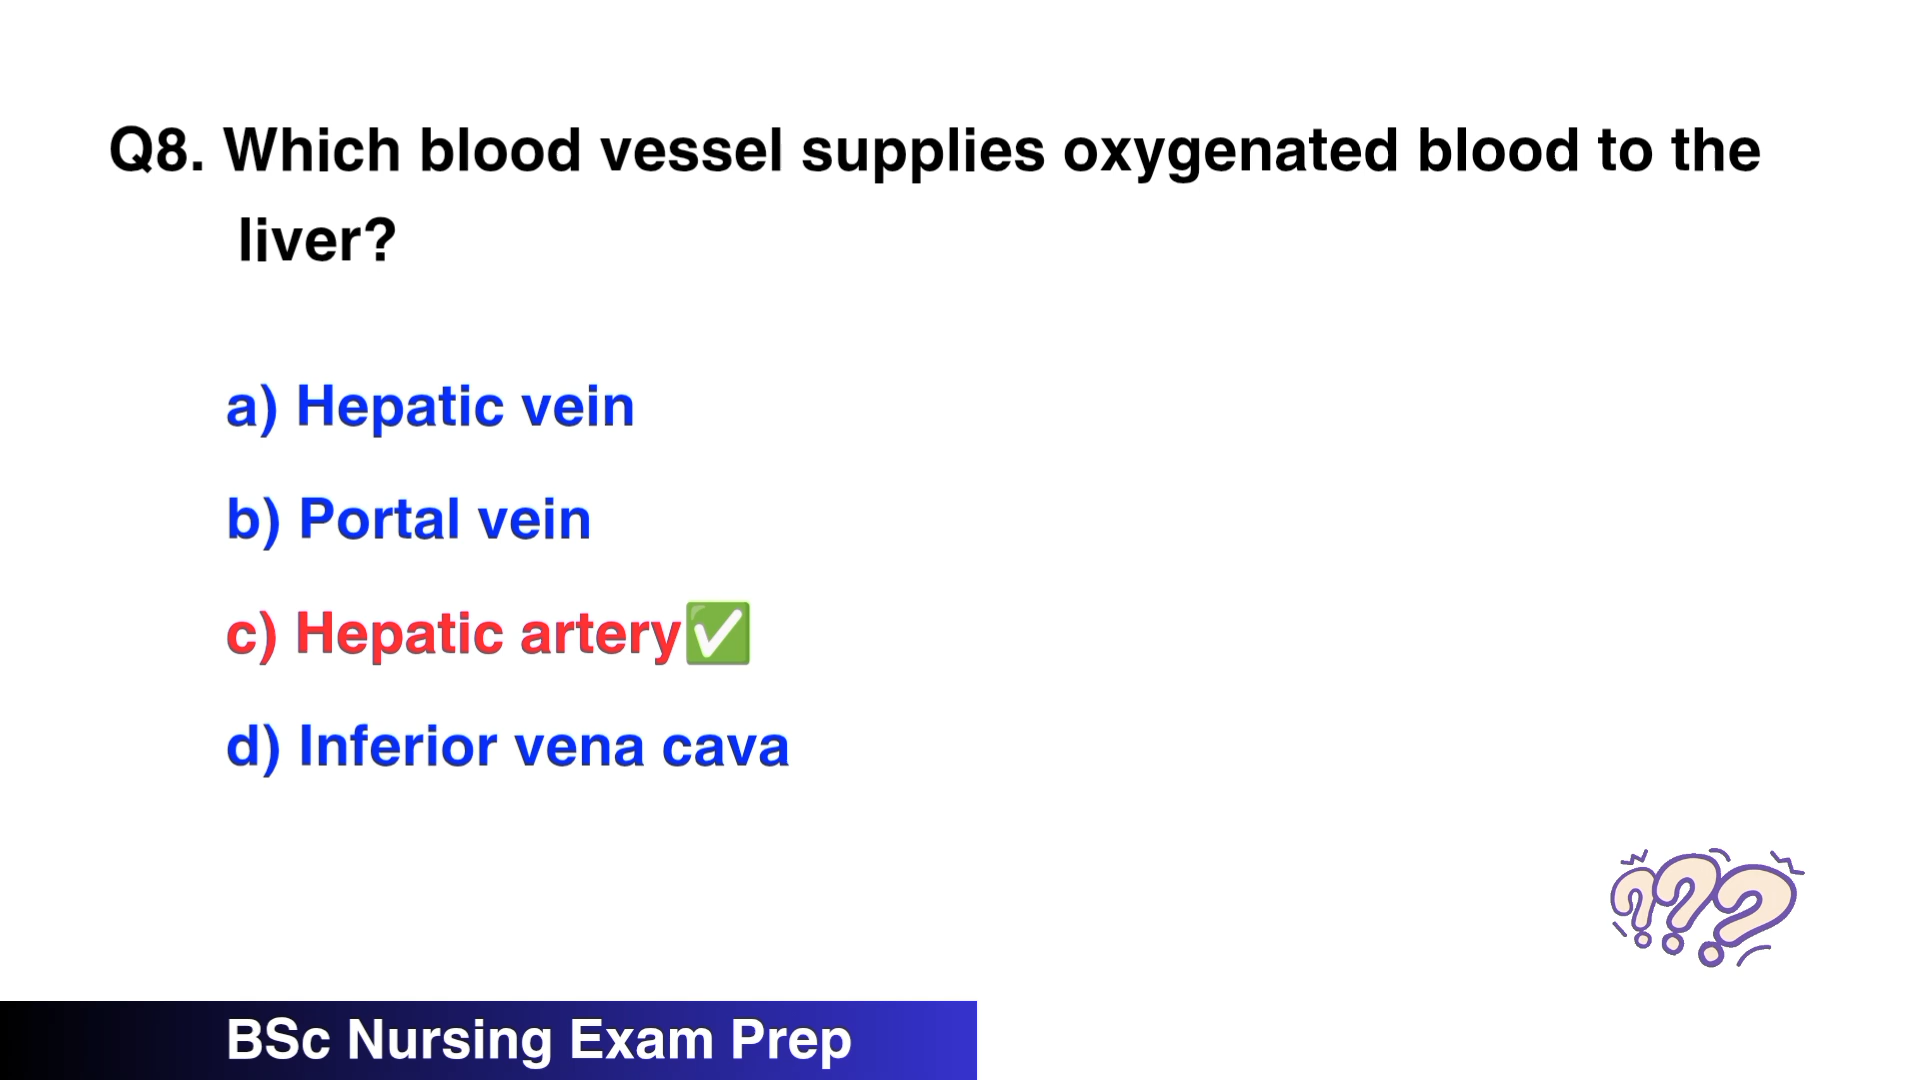 Q8. Which blood vessel supplies oxygenated blood to the
liver?
a) Hepatic vein
b) Portal vein
c) Hepatic artery✅
d) Inferior vena cava
???
BSc Nursing Exam Prep